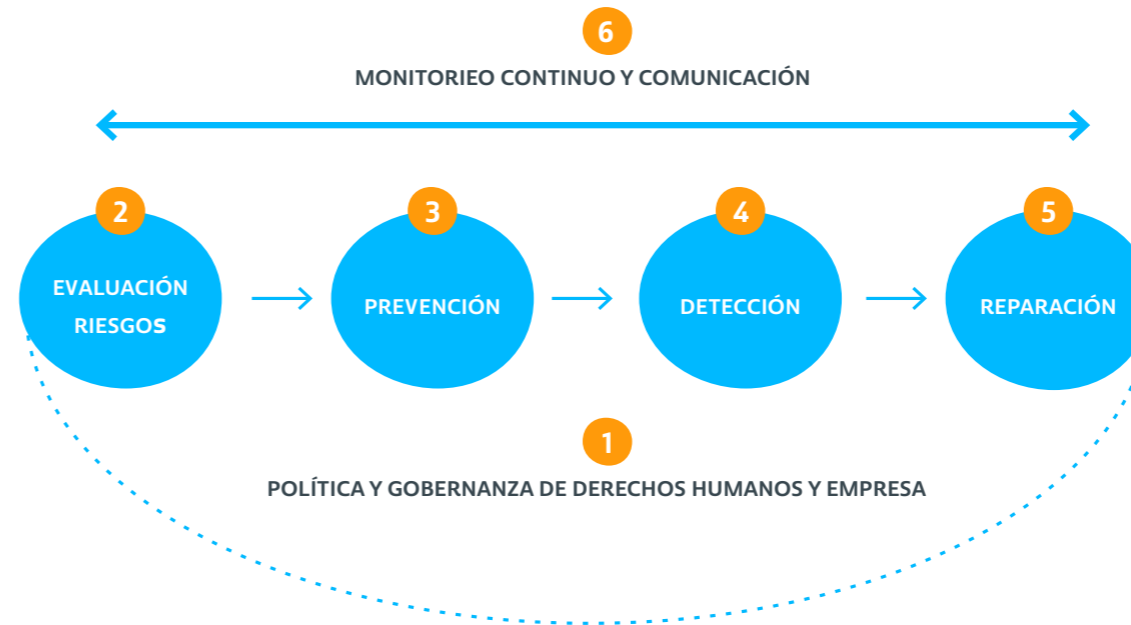 6
MONITORIEO CONTINUO Y COMUNICACIÓN
2
3
4
5
EVALUACIÓN
RIESGOS
PREVENCIÓN
DETECCIÓN
REPARACIÓN
1
POLÍTICA Y GOBERNANZA DE DERECHOS HUMANOS Y EMPRESA